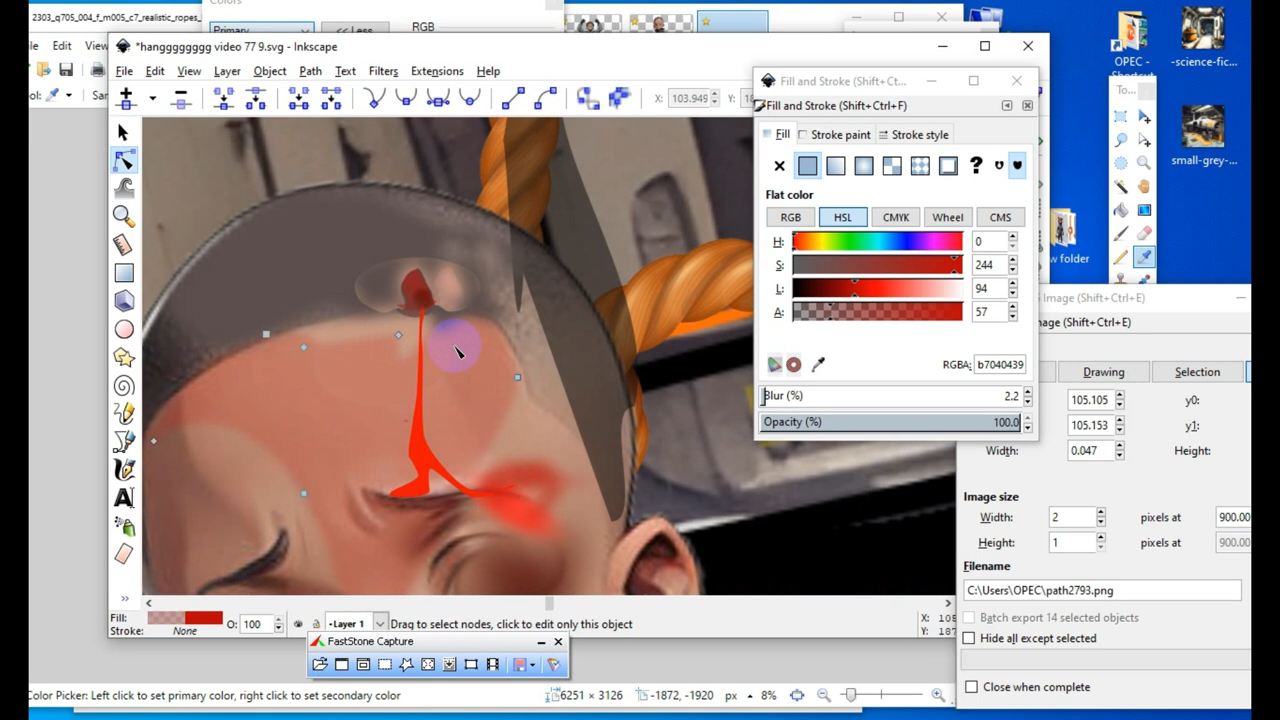 2303_q705_004_f_m005_c7_realistic_ropes_
Colors
Primary
<< Less
RGB
*hangggggggg video 77 9.svg - Inkscape
Edit
File Edit View Layer Object Path Text Filters Extensions Help
X: 103.949
Fill and Stroke (Shift+Ct...
Fill and Stroke (Shift+Ctrl+F)
Fill Stroke paint Stroke style
Flat color
RGB HSL CMYK Wheel CMS
H: 0
S: 244
L: 94
A: 57
RGBA: b7040439
Blur (%) 2.2
Opacity (%) 100.0
OPEC - Shortcut
-science-fic...
To...
small-grey-...
w folder
Image (Shift+Ctrl+E)
Drawing Selection
105.105 y0:
105.153 y1:
Width: 0.047 Height:
Image size
Width: 2 pixels at 900.00
Height: 1 pixels at 900.00
Filename
C:\Users\OPEC\path2793.png
Batch export 14 selected objects
Hide all except selected
Close when complete
Fill:
Stroke: None
O: 100
Layer 1
Drag to select nodes, click to edit only this object
FastStone Capture
Color Picker: Left click to set primary color, right click to set secondary color
6251 × 3126
-1872, -1920
px
8%